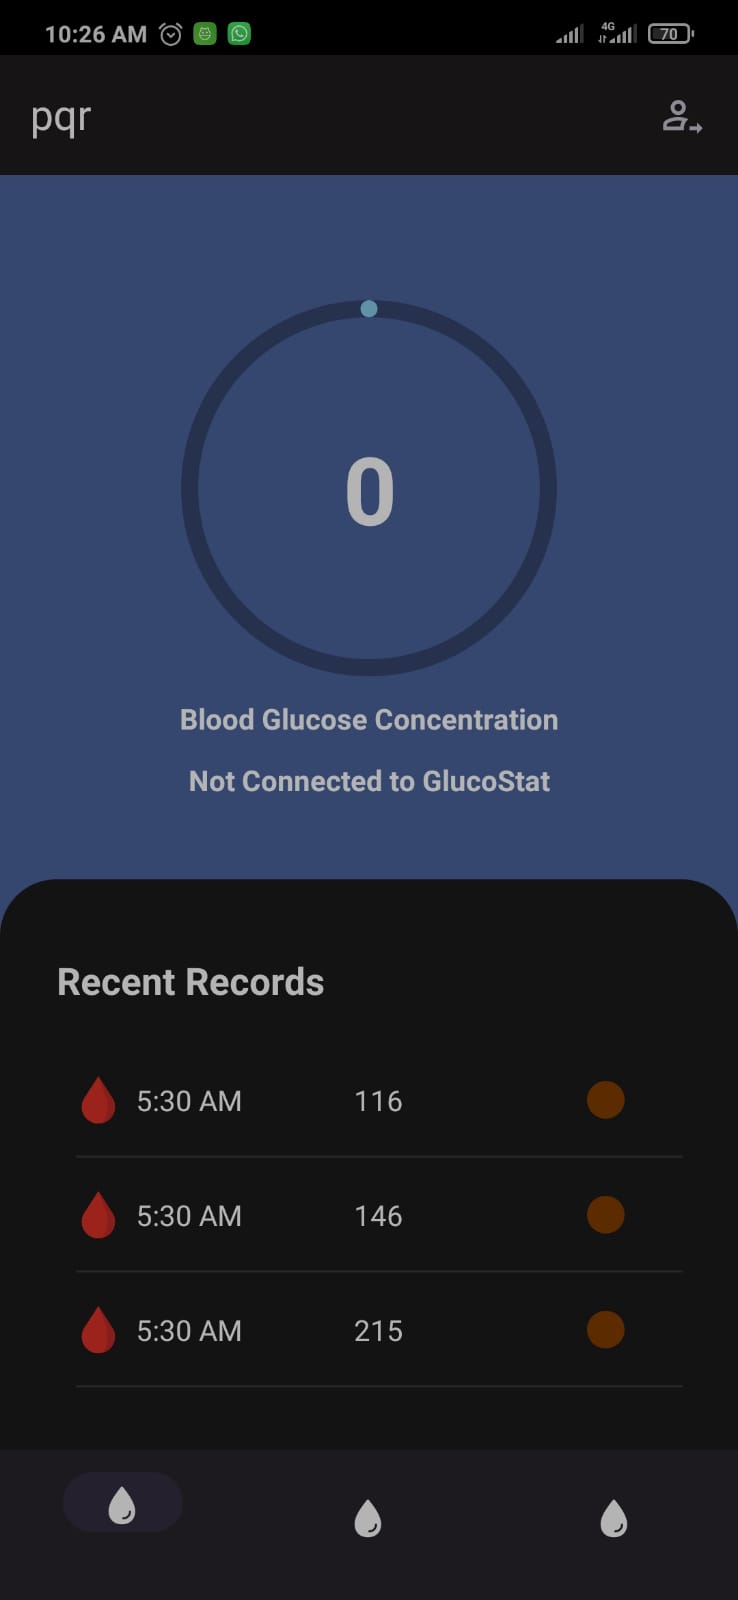 10:26 AM 4G 70
pqr
0
Blood Glucose Concentration
Not Connected to GlucoStat
Recent Records
5:30 AM 116
5:30 AM 146
5:30 AM 215